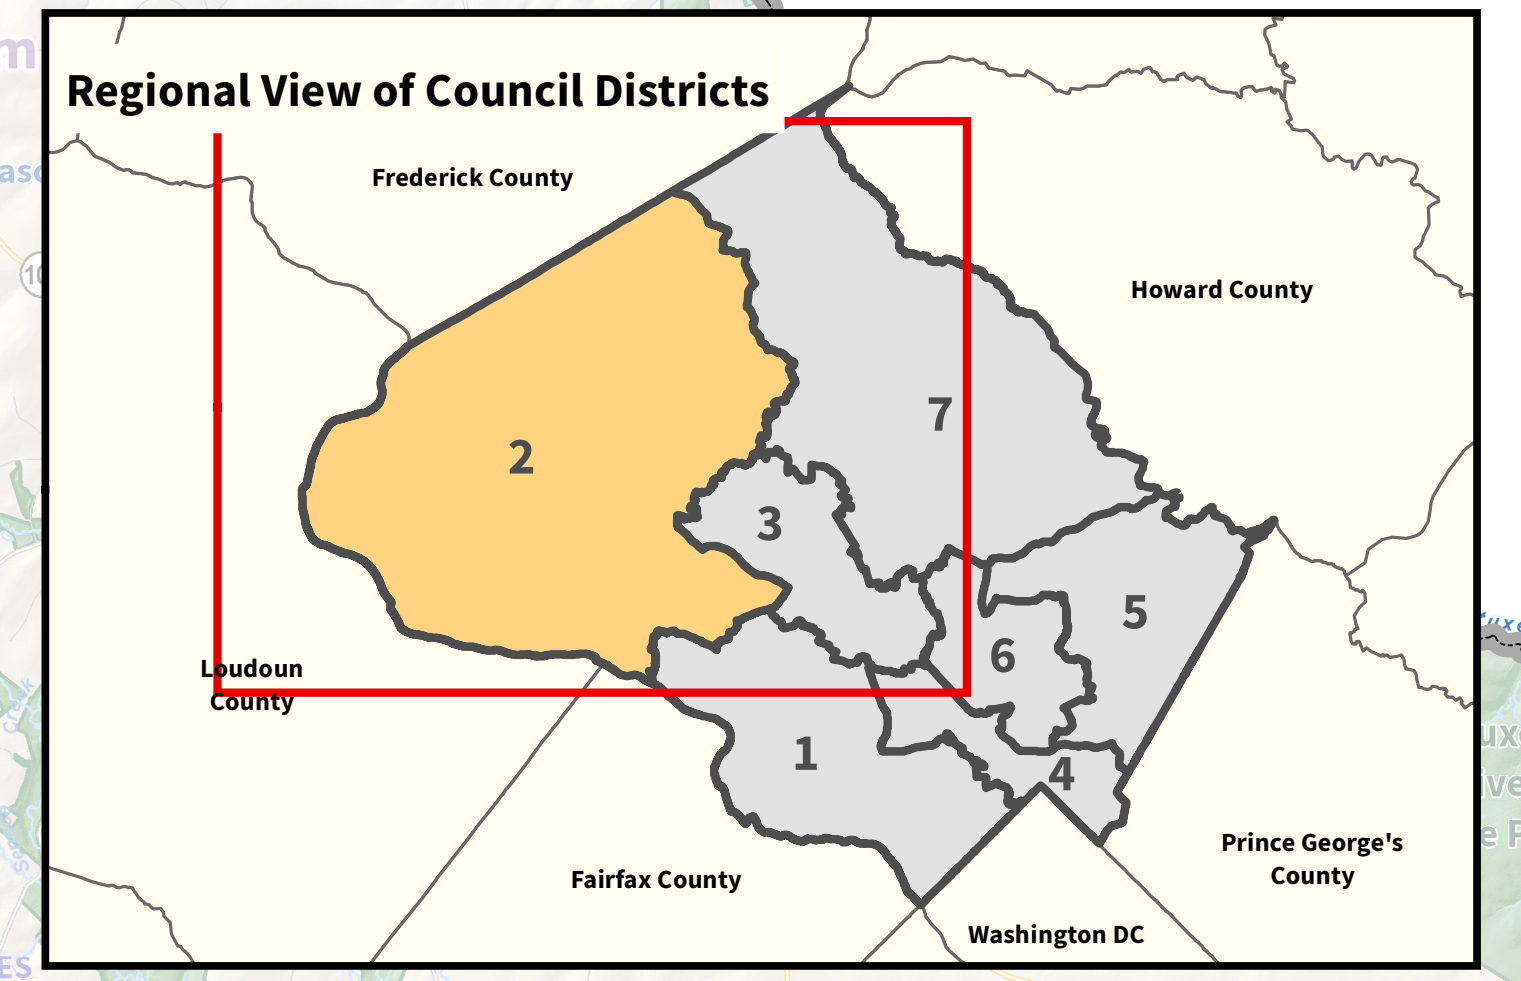 Regional View of Council Districts
Frederick County
Howard County
7
2
3
5
6
Loudoun
County
1
4
Prince George's
County
Fairfax County
Washington DC